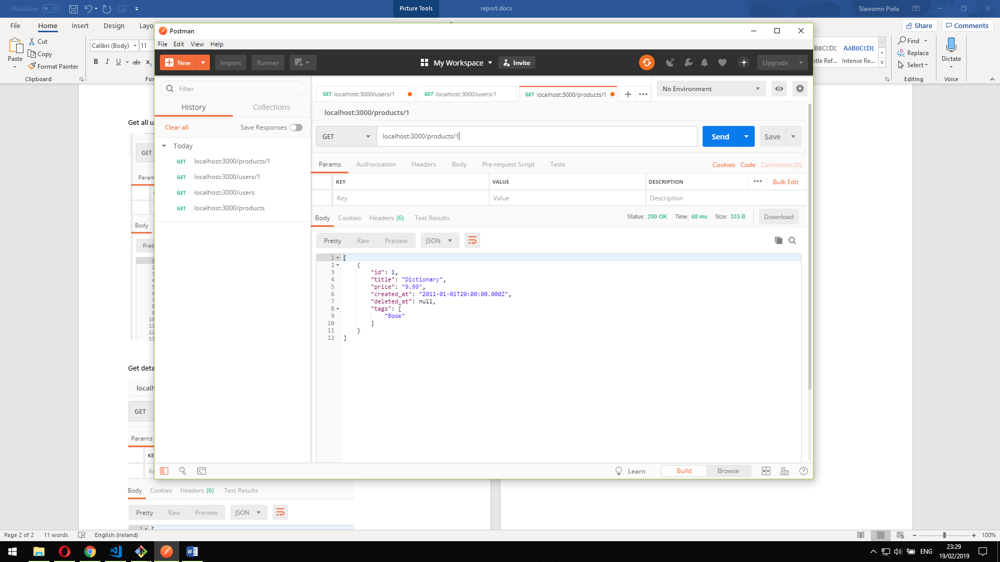 AutoSave Off
Picture Tools
report.docx
Slawomir Piela
File Home Insert Design Layo
Share Comments
Paste
Cut
Copy
Format Painter
Clipboard
Calibri (Body) 11
B I U ab x
Intense Re...
Find
Replace
Select
Editing
Dictate
Voice
Postman
File Edit View Help
New Import Runner
My Workspace Invite
Upgrade
Filter
History Collections
Clear all Save Responses
Today
GET localhost:3000/products/1
GET localhost:3000/users/1
GET localhost:3000/users
GET localhost:3000/products
GET localhost:3000/users/1 GET localhost:3000/users/1 GET localhost:3000/products/1
No Environment
localhost:3000/products/1
GET localhost:3000/products/1
Send Save
Params Authorization Headers Body Pre-request Script Tests
Cookies Code Comments (0)
KEY VALUE DESCRIPTION Bulk Edit
Key Value Description
Body Cookies Headers (6) Test Results
Status: 200 OK Time: 68 ms Size: 333 B Download
Pretty Raw Preview JSON
1 [
2 {
3 "id": 1,
4 "title": "Dictionary",
5 "price": "9.99",
6 "created_at": "2011-01-01T20:00:00.000Z",
7 "deleted_at": null,
8 "tags": [
9 "Book"
10 ]
11 }
12 ]
Learn Build Browse
Get all u
GET
Param
Body
Pret
10
11
12
13
Get deta
localh
GET
Params
KE
Ke
Body Cookies Headers (6) Test Results
Pretty Raw Preview JSON
1 [
Page 2 of 2 11 words English (Ireland)
100%
ENG
23:29
19/02/2019